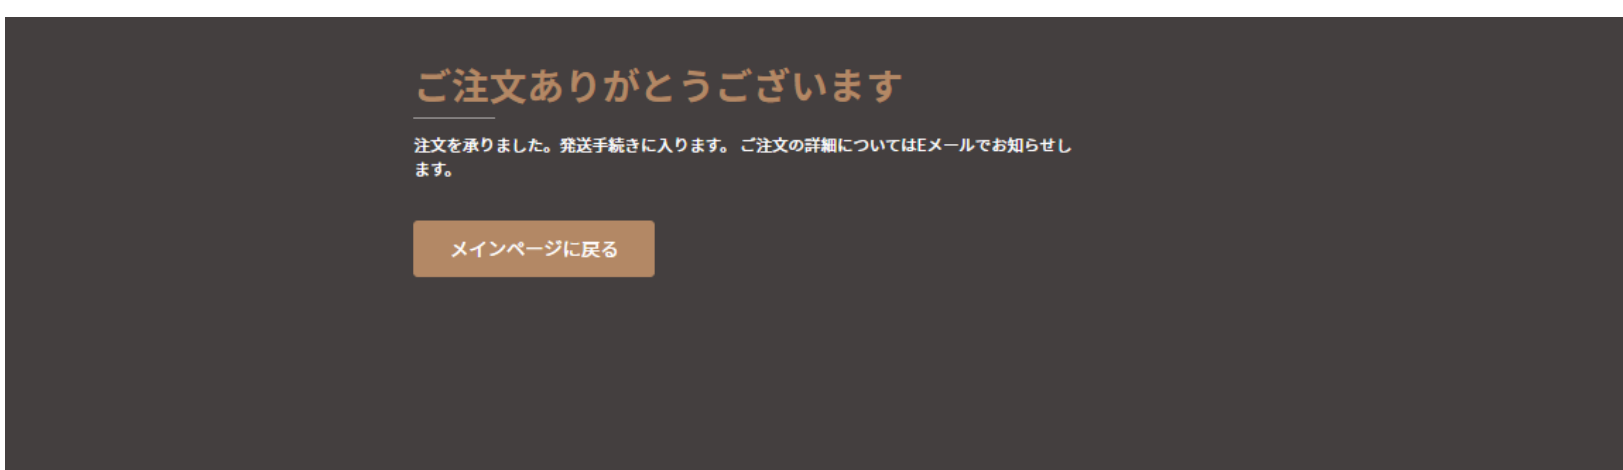 ご注文ありがとうございます
注文を承りました。発送手続きに入ります。 ご注文の詳細についてはEメールでお知らせし
ます。
メインページに戻る